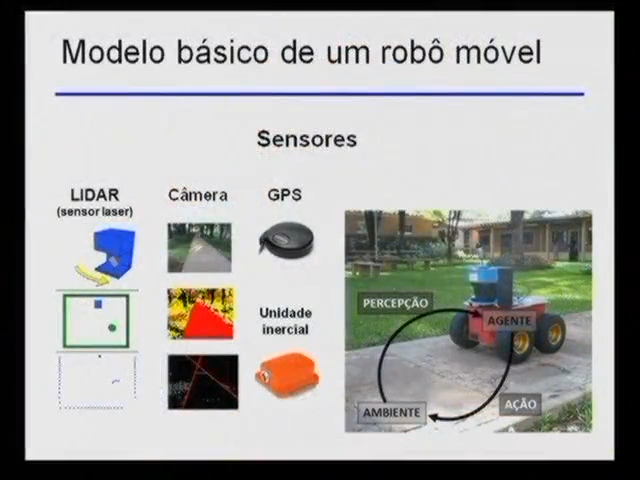 Modelo básico de um robô móvel
Sensores
LIDAR
(sensor laser)
Câmera
GPS
Unidade
inercial
PERCEPÇÃO
AGENTE
AMBIENTE
AÇÃO